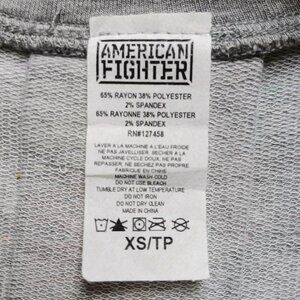 AMERICAN
FIGHTER
65% RAYON 38% POLYESTER
2% SPANDEX
65% RAYONNE 38% POLYESTER
2% SPANDEX
RN#127458
LAVER A LA MACHINE A L'EAU FROIDE
NE PAS JAVELLISER. SECHER A LA
MACHINE CYCLE DOUX. NE PAS
REPASSER. NE SECHEZ PAS CHIMIQUE
FABRIQUE EN CHINE
MACHINE WASH COLD
DO NOT USE BLEACH
TUMBLE DRY AT LOW TEMPERATURE
DO NOT IRON
DO NOT DRY CLEAN
MADE IN CHINA
XS/TP